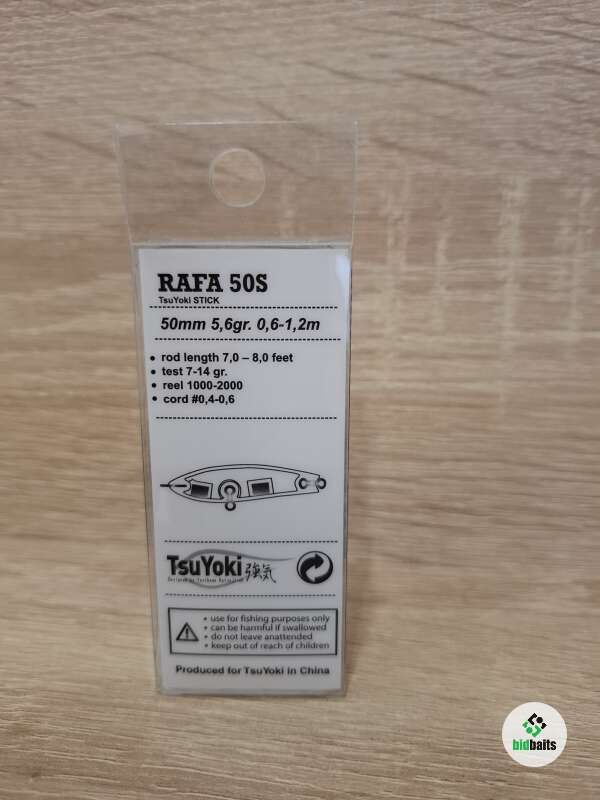 RAFA 50S
TsuYoki STICK
50mm 5,6gr. 0,6-1,2m
• rod length 7,0 – 8,0 feet
• test 7-14 gr.
• reel 1000-2000
• cord #0,4-0,6
TsuYoki 強気
• use for fishing purposes only
• can be harmful if swallowed
• do not leave anattended
• keep out of reach of children
Produced for TsuYoki in China
bidbaits